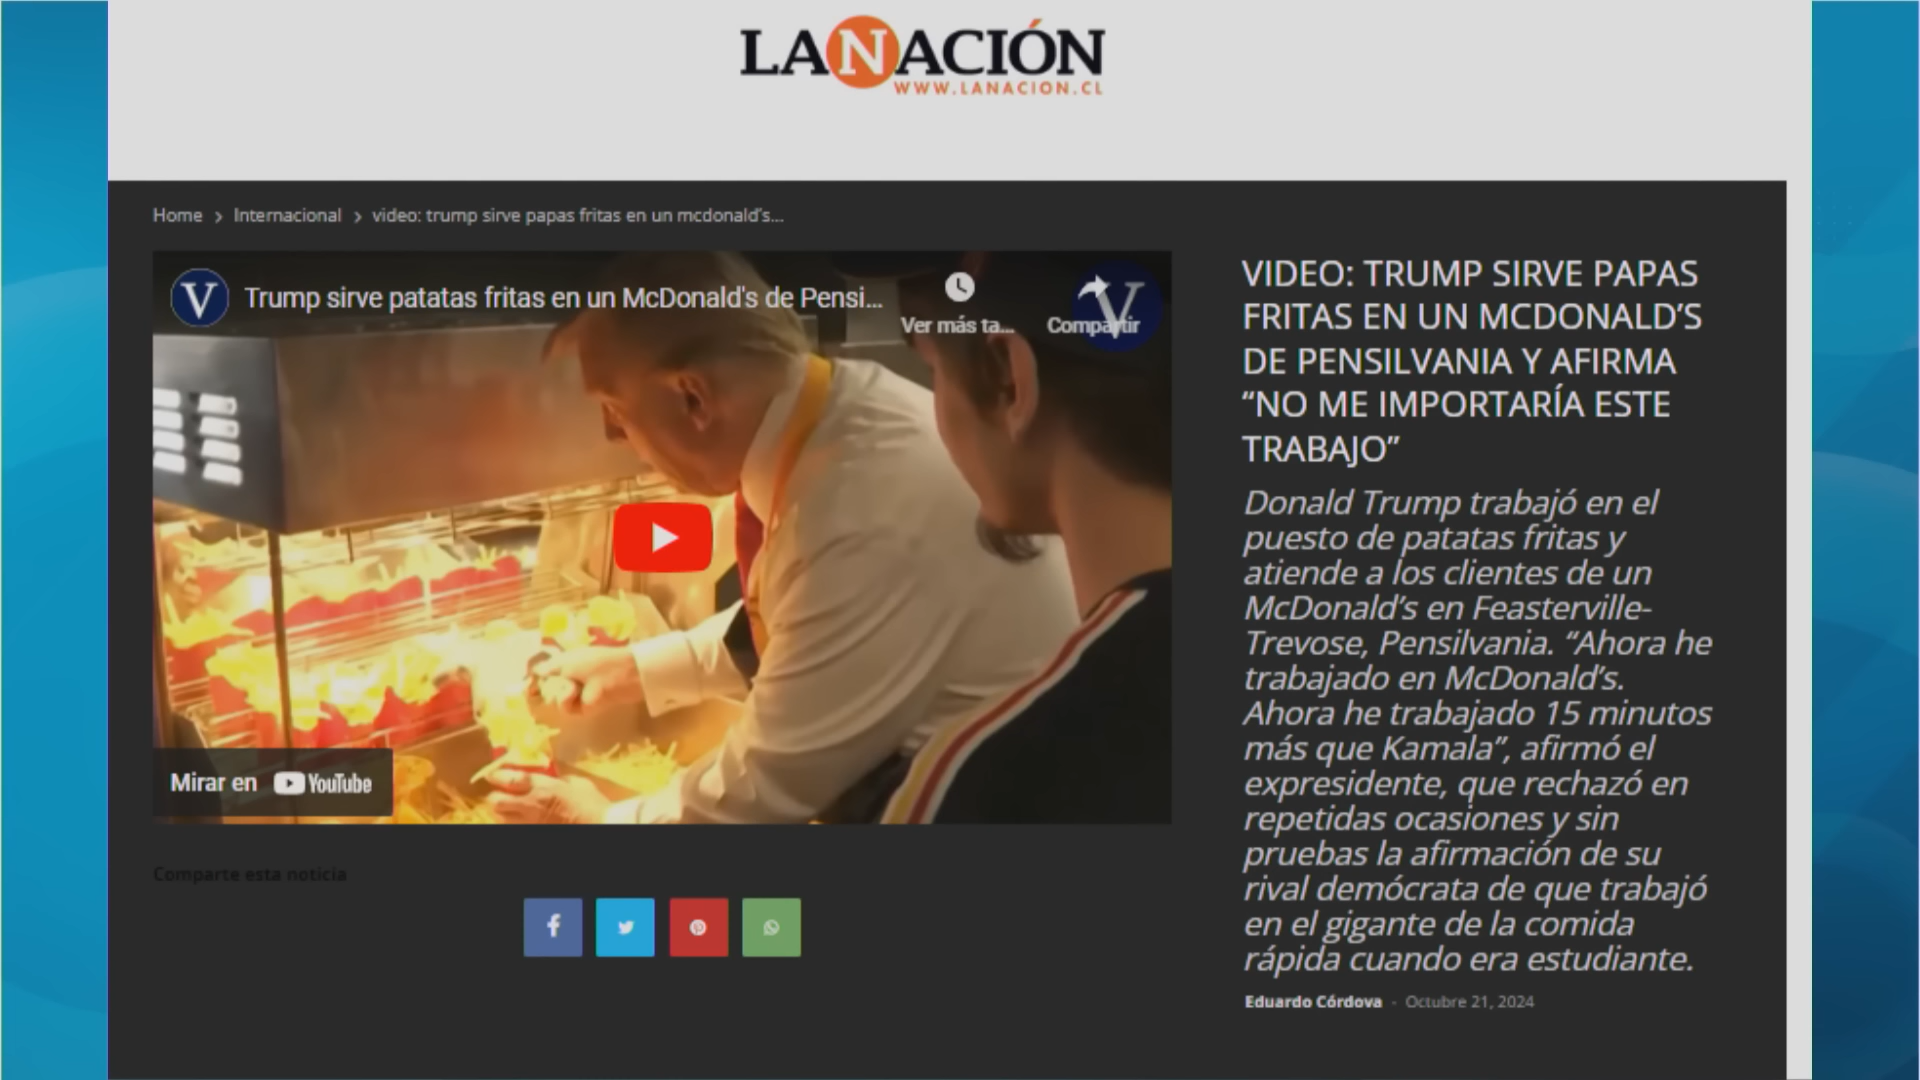 LA NACIÓN
WWW.LANACION.CL
Home > Internacional > video: trump sirve papas fritas en un mcdonald's...
V Trump sirve patatas fritas en un McDonald's de Pensi...
Ver más ta...
Compartir
V
Mirar en YouTube
Comparte esta noticia
VIDEO: TRUMP SIRVE PAPAS
FRITAS EN UN MCDONALD'S
DE PENSILVANIA Y AFIRMA
“NO ME IMPORTARÍA ESTE
TRABAJO”
Donald Trump trabajó en el
puesto de patatas fritas y
atiende a los clientes de un
McDonald's en Feasterville-
Trevose, Pensilvania. “Ahora he
trabajado en McDonald's.
Ahora he trabajado 15 minutos
más que Kamala”, afirmó el
expresidente, que rechazó en
repetidas ocasiones y sin
pruebas la afirmación de su
rival demócrata de que trabajó
en el gigante de la comida
rápida cuando era estudiante.
Eduardo Córdova - Octubre 21, 2024